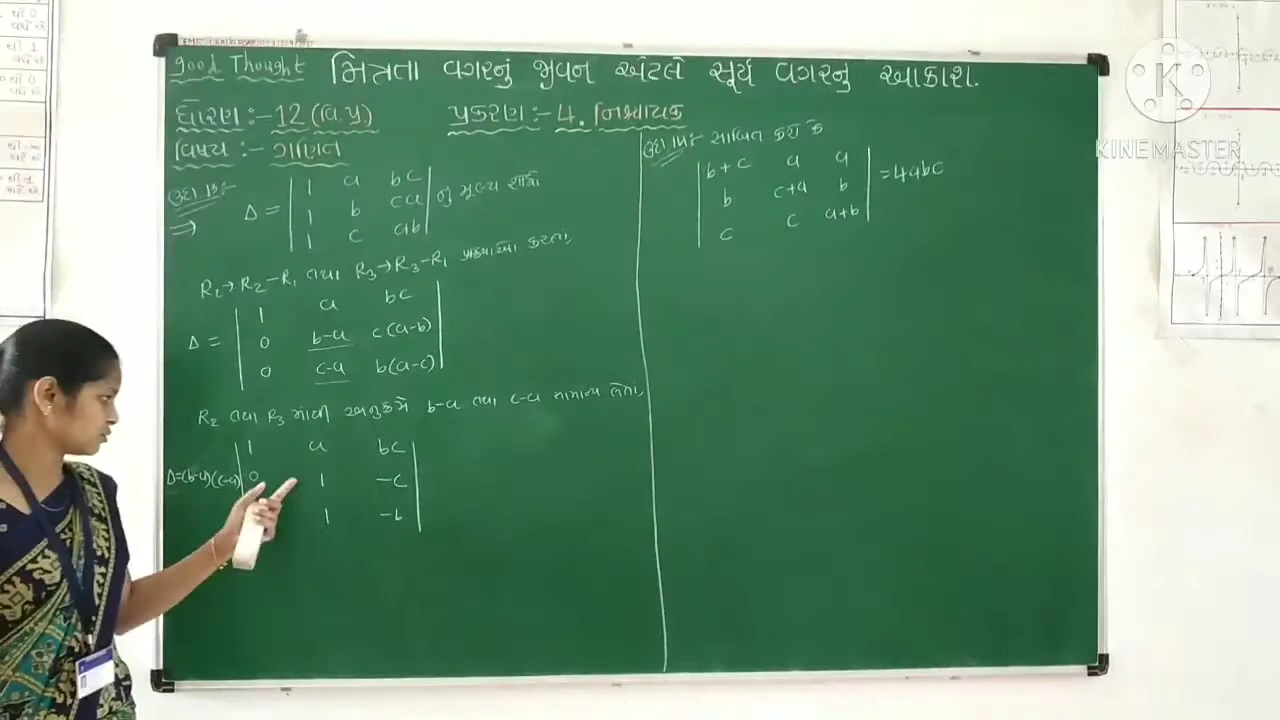 good Thought મિત્રતા વગરનું જીવન એટલે સૂર્ય વગરનું આકાશ.
ધોરણ :- 12 (વિ.પ્ર) પ્રકરણ :- 4. નિશ્ચાયક
વિષય :- ગણિત
ઉદા. 13 :-
⇒ Δ = | 1 a bc |
| 1 b ca | નું મૂલ્ય શોધો
| 1 c ab |
R₂→R₂-R₁ તથા R₃→R₃-R₁ પ્રક્રિયાઓ કરતાં,
| 1 a bc |
Δ = | 0 b-a c(a-b) |
| 0 c-a b(a-c) |
R₂ તથા R₃ માંથી અનુક્રમે b-a તથા c-a સામાન્ય લેતાં,
| 1 a bc |
Δ=(b-a)(c-a) | 0 1 -c |
1 -b |
ઉદા. 14 :- સાબિત કરો કે
| b+c a a |
| b c+a b | = 4abc
| c c a+b |
K
KINEMASTER